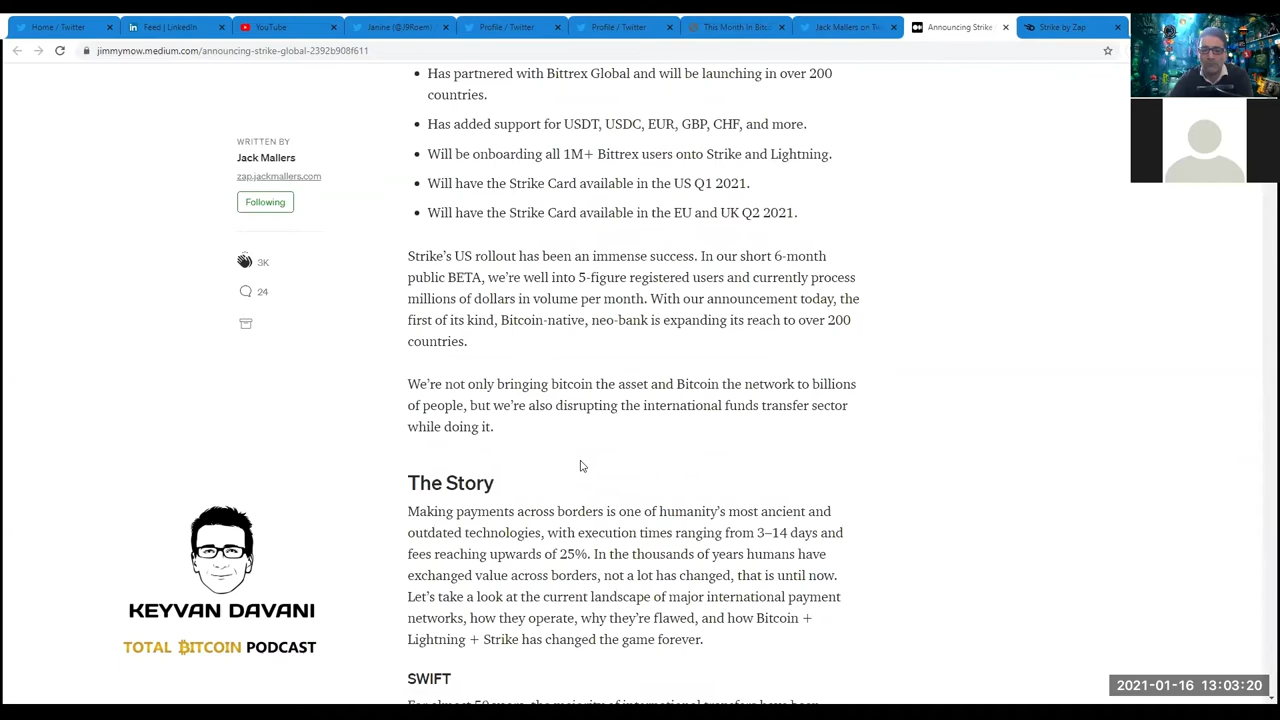 Home / Twitter
Feed | LinkedIn
YouTube
Janine (@J9Roem)
Profile / Twitter
Profile / Twitter
This Month in Bitc
Jack Mallers on Tw
Announcing Strike
Strike by Zap
jimmymow.medium.com/announcing-strike-global-2392b908f611
Has partnered with Bittrex Global and will be launching in over 200
countries.
Has added support for USDT, USDC, EUR, GBP, CHF, and more.
Will be onboarding all 1M+ Bittrex users onto Strike and Lightning.
Will have the Strike Card available in the US Q1 2021.
Will have the Strike Card available in the EU and UK Q2 2021.
WRITTEN BY
Jack Mallers
zap.jackmallers.com
Following
3K
24
Strike's US rollout has been an immense success. In our short 6-month
public BETA, we're well into 5-figure registered users and currently process
millions of dollars in volume per month. With our announcement today, the
first of its kind, Bitcoin-native, neo-bank is expanding its reach to over 200
countries.
We're not only bringing bitcoin the asset and Bitcoin the network to billions
of people, but we're also disrupting the international funds transfer sector
while doing it.
The Story
Making payments across borders is one of humanity's most ancient and
outdated technologies, with execution times ranging from 3–14 days and
fees reaching upwards of 25%. In the thousands of years humans have
exchanged value across borders, not a lot has changed, that is until now.
Let's take a look at the current landscape of major international payment
networks, how they operate, why they're flawed, and how Bitcoin +
Lightning + Strike has changed the game forever.
SWIFT
KEYVAN DAVANI
TOTAL BITCOIN PODCAST
2021-01-16 13:03:20